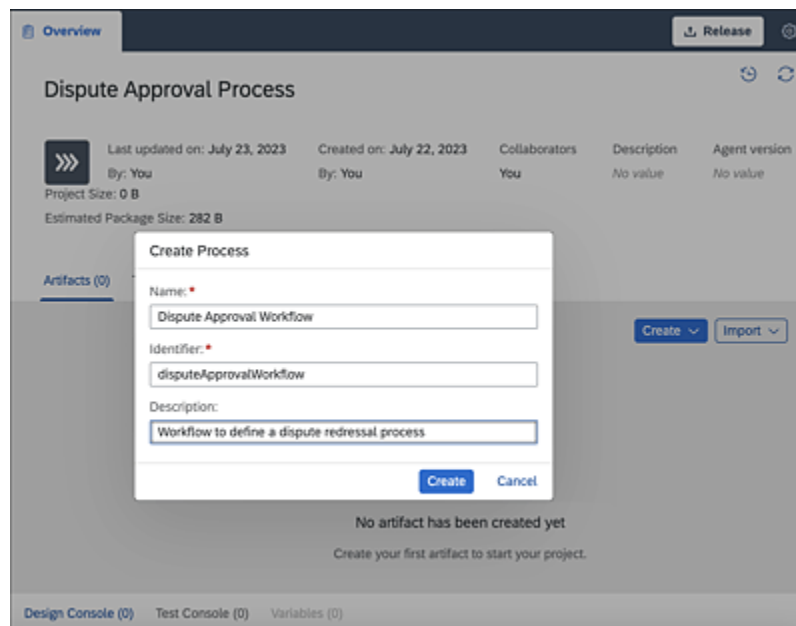 Overview
Release
Dispute Approval Process
Last updated on: July 23, 2023 Created on: July 22, 2023 Collaborators Description Agent version
By: You By: You You No value No value
Project Size: 0 B
Estimated Package Size: 282 B
Create Process
Artifacts (0)
Name: *
Dispute Approval Workflow
Create Import
Identifier: *
disputeApprovalWorkflow
Description:
Workflow to define a dispute redressal process
Create Cancel
No artifact has been created yet
Create your first artifact to start your project.
Design Console (0) Test Console (0) Variables (0)